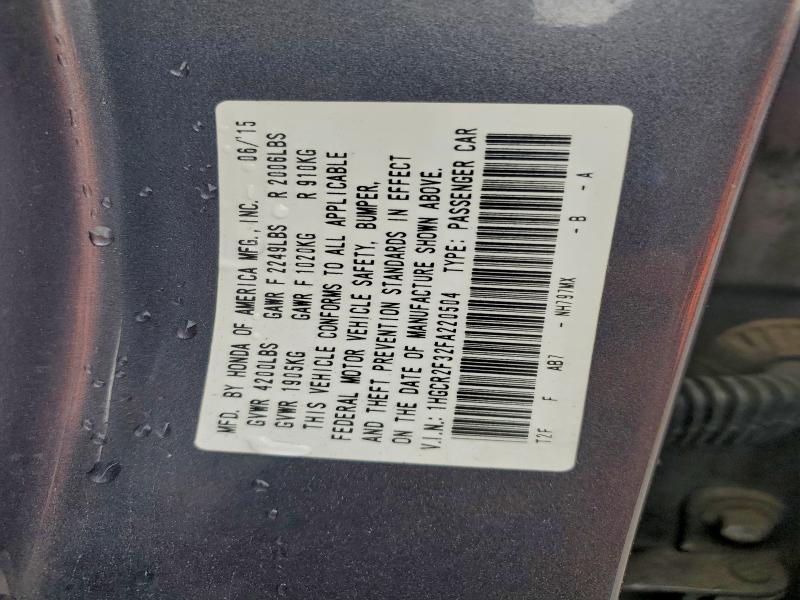 MFD. BY HONDA OF AMERICA MFG., INC. 06/'15
GVWR 4200LBS GAWR F 2249LBS R 2006LBS
GVWR 1905KG GAWR F 1020KG R 910KG
THIS VEHICLE CONFORMS TO ALL APPLICABLE
FEDERAL MOTOR VEHICLE SAFETY, BUMPER,
AND THEFT PREVENTION STANDARDS IN EFFECT
ON THE DATE OF MANUFACTURE SHOWN ABOVE.
V.I.N.: 1HGCR2F32FA220504 TYPE: PASSENGER CAR
T2F F AB7 - NH797MX - B - A